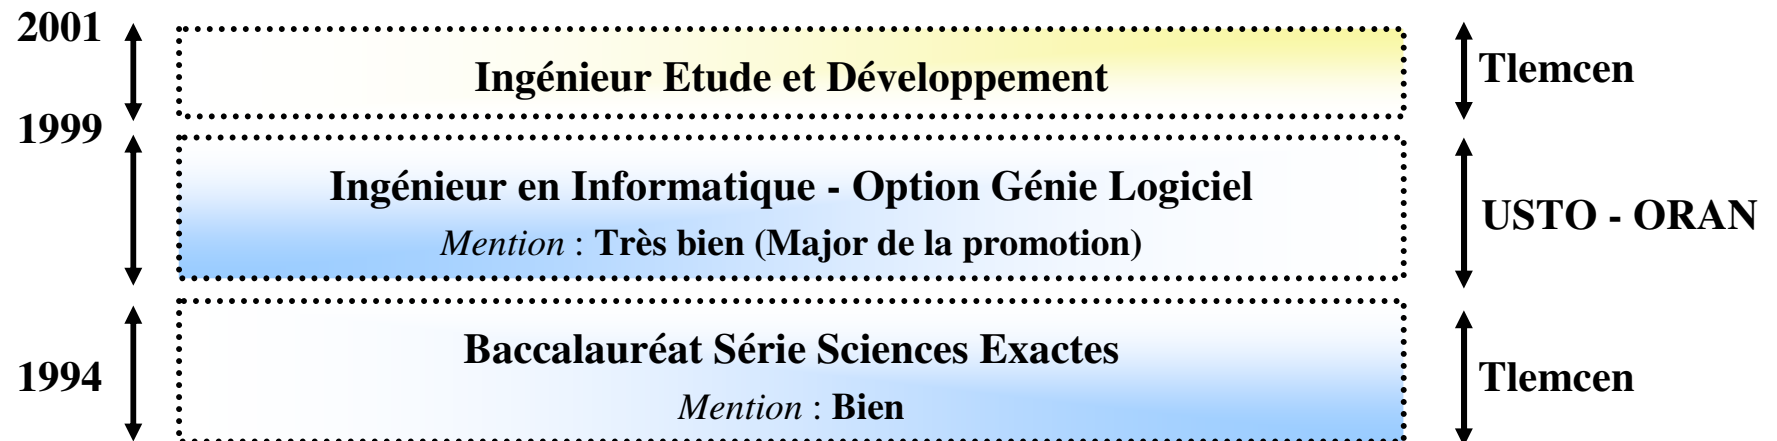 2001
Ingénieur Etude et Développement
Tlemcen
1999
Ingénieur en Informatique - Option Génie Logiciel
Mention : Très bien (Major de la promotion)
USTO - ORAN
Baccalauréat Série Sciences Exactes
1994
Mention : Bien
Tlemcen